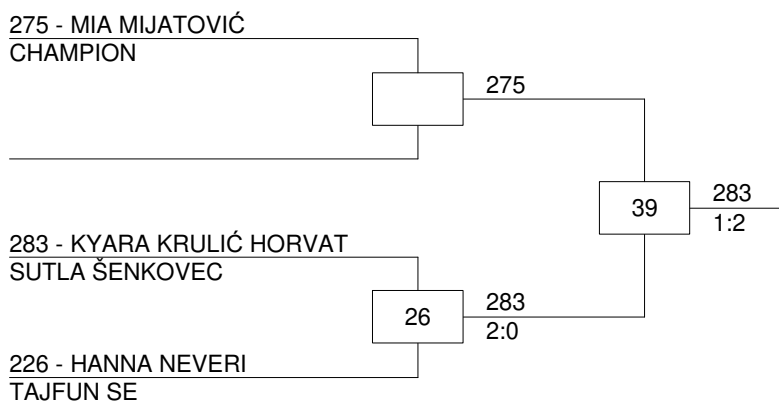 275 - MIA MIJATOVIĆ
CHAMPION
275
283 - KYARA KRULIĆ HORVAT
SUTLA ŠENKOVEC
26
283
2:0
226 - HANNA NEVERI
TAJFUN SE
39
283
1:2